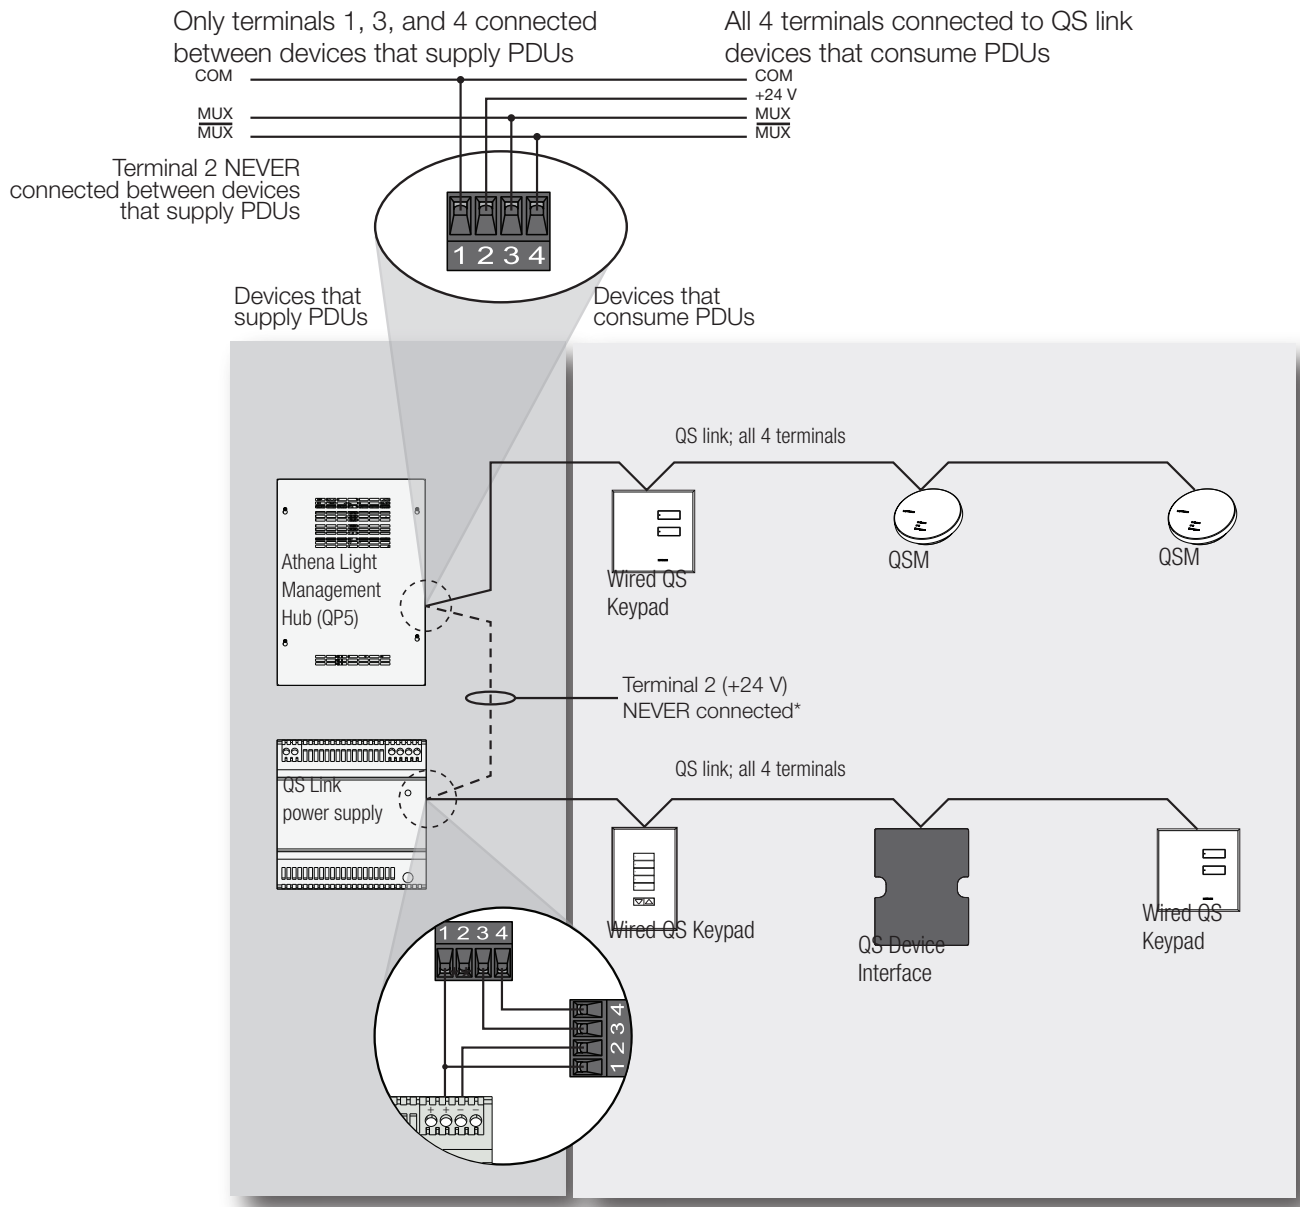 Only terminals 1, 3, and 4 connected
between devices that supply PDUs
All 4 terminals connected to QS link
devices that consume PDUs
COM
MUX
MUX
COM
+24 V
MUX
MUX
Terminal 2 NEVER
connected between devices
that supply PDUs
1 2 3 4
Devices that
supply PDUs
Devices that
consume PDUs
QS link; all 4 terminals
Athena Light
Management
Hub (QP5)
Wired QS
Keypad
QSM
QSM
Terminal 2 (+24 V)
NEVER connected*
QS link; all 4 terminals
QS Link
power supply
Wired QS Keypad
QS Device
Interface
Wired QS
Keypad
1 2 3 4
1 2 3 4
+ + – –